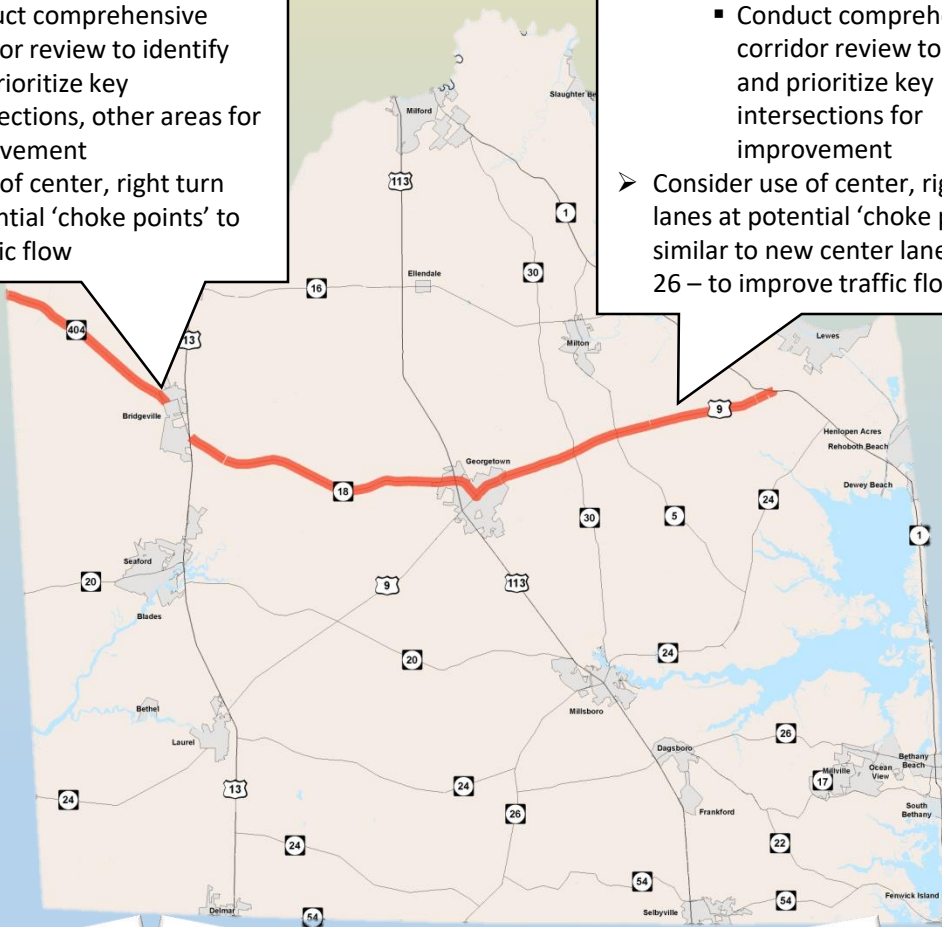 uct comprehensive
or review to identify
rioritize key
ections, other areas for
vement
of center, right turn
ntial ‘choke points’ to
ic flow
▪ Conduct comprehe
corridor review to
and prioritize key
intersections for
improvement
➢ Consider use of center, rig
lanes at potential ‘choke p
similar to new center lane
26 – to improve traffic flo
Milford
Slaughter Be
113
1
30
16
Ellendale
404
13
Milton
Lewes
Bridgeville
9
Henlopen Acres
Rehoboth Beach
Georgetown
Dewey Beach
18
24
30
5
1
Seaford
20
9
113
Blades
20
24
Millsboro
Bethel
Laurel
26
Dagsboro
Bethany
Beach
Ocean
View
Millville
17
13
24
24
26
Frankford
South
Bethany
24
22
54
54
Fenwick Island
Delmar
54
Selbyville